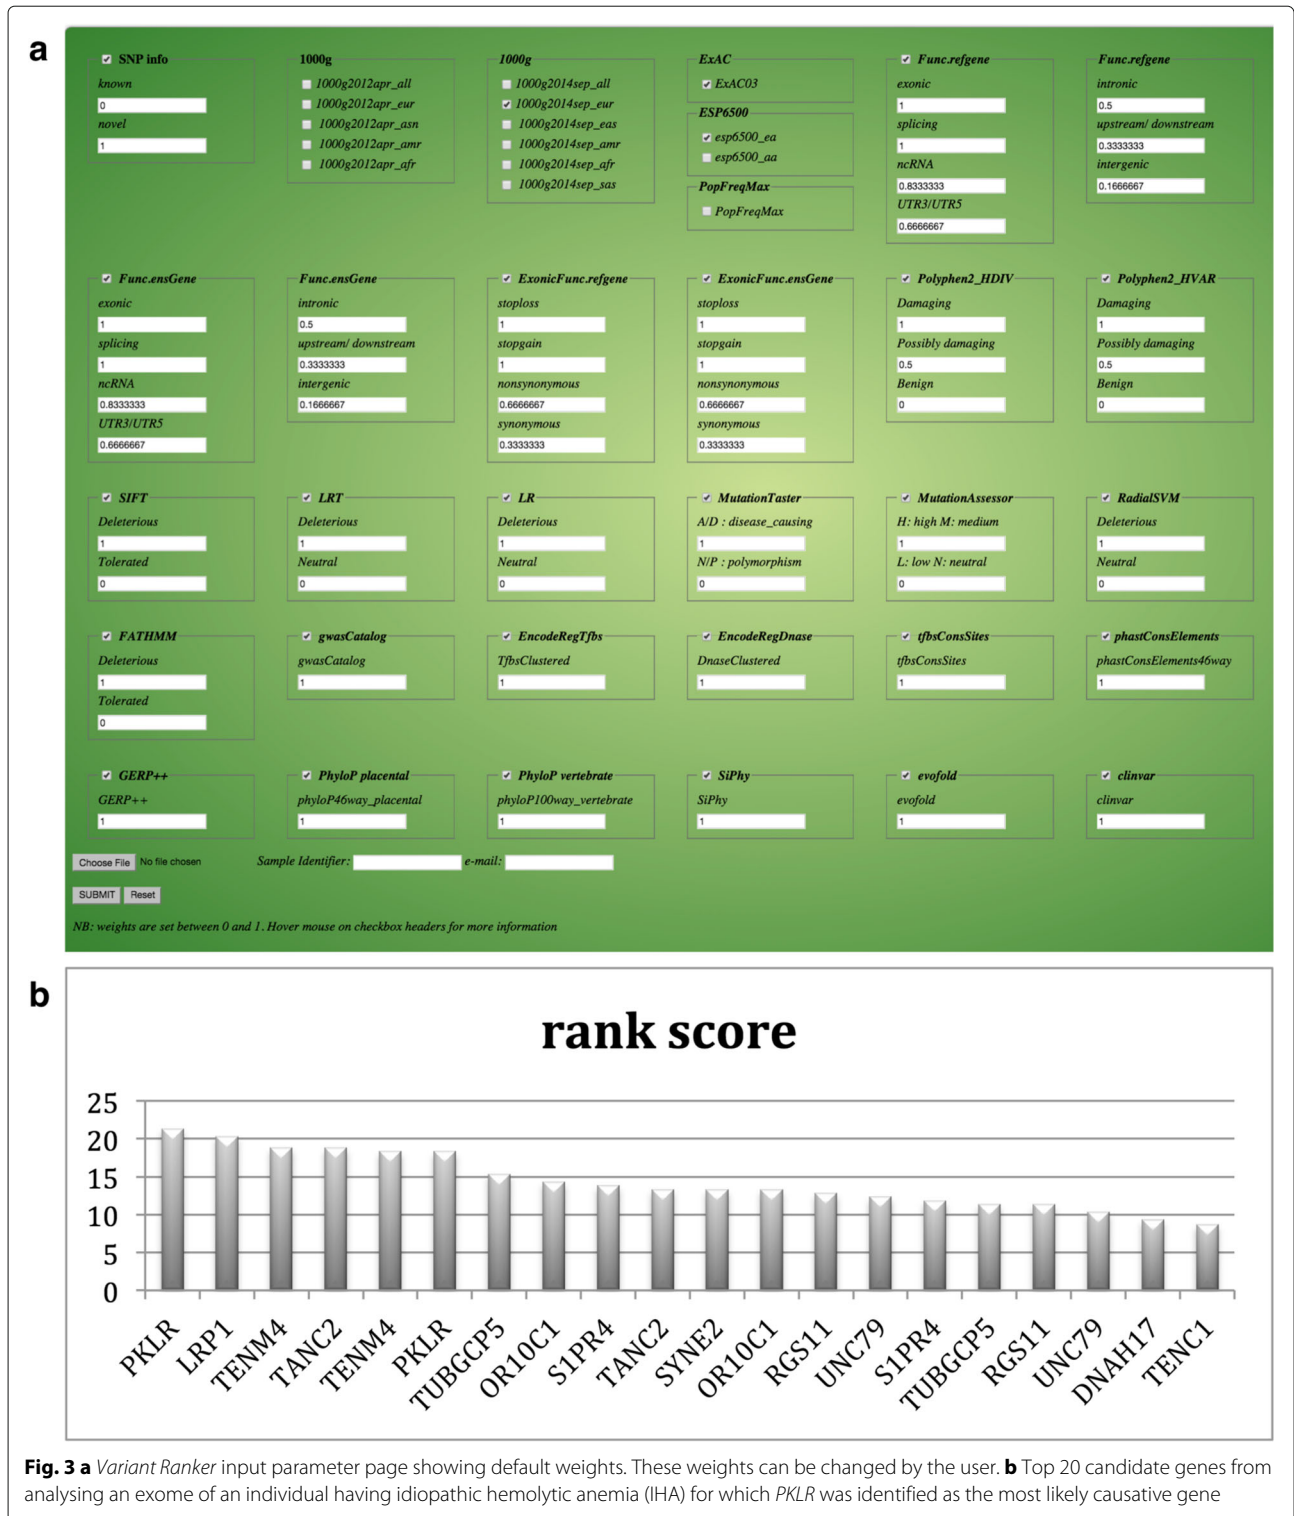 a
SNP info
known
0
novel
1
1000g
1000g2012apr_all
1000g2012apr_eur
1000g2012apr_asn
1000g2012apr_amr
1000g2012apr_afr
1000g
1000g2014sep_all
1000g2014sep_eur
1000g2014sep_eas
1000g2014sep_amr
1000g2014sep_afr
1000g2014sep_sas
ExAC
ExAC03
ESP6500
esp6500_ea
esp6500_aa
PopFreqMax
PopFreqMax
Func.refgene
exonic
1
splicing
1
ncRNA
0.8333333
UTR3/UTR5
0.6666667
Func.refgene
intronic
0.5
upstream/ downstream
0.3333333
intergenic
0.1666667
Func.ensGene
exonic
1
splicing
1
ncRNA
0.8333333
UTR3/UTR5
0.6666667
Func.ensGene
intronic
0.5
upstream/ downstream
0.3333333
intergenic
0.1666667
ExonicFunc.refgene
stoploss
1
stopgain
1
nonsynonymous
0.6666667
synonymous
0.3333333
ExonicFunc.ensGene
stoploss
1
stopgain
1
nonsynonymous
0.6666667
synonymous
0.3333333
Polyphen2_HDIV
Damaging
1
Possibly damaging
0.5
Benign
0
Polyphen2_HVAR
Damaging
1
Possibly damaging
0.5
Benign
0
SIFT
Deleterious
1
Tolerated
0
LRT
Deleterious
1
Neutral
0
LR
Deleterious
1
Neutral
0
MutationTaster
A/D : disease_causing
1
N/P : polymorphism
0
MutationAssessor
H: high M: medium
1
L: low N: neutral
0
RadialSVM
Deleterious
1
Neutral
0
FATHMM
Deleterious
1
Tolerated
0
gwasCatalog
gwasCatalog
1
EncodeRegTfbs
TfbsClustered
1
EncodeRegDnase
DnaseClustered
1
tfbsConsSites
tfbsConsSites
1
phastConsElements
phastConsElements46way
1
GERP++
GERP++
1
PhyloP placental
phyloP46way_placental
1
PhyloP vertebrate
phyloP100way_vertebrate
1
SiPhy
SiPhy
1
evofold
evofold
1
clinvar
clinvar
1
Choose File No file chosen Sample Identifier: e-mail:
SUBMIT Reset
NB: weights are set between 0 and 1. Hover mouse on checkbox headers for more information
b
rank score
25
20
15
10
5
0
PKLR
LRP1
TENM4
TANC2
TENM4
PKLR
TUBGCP5
OR10C1
S1PR4
TANC2
SYNE2
OR10C1
RGS11
UNC79
S1PR4
TUBGCP5
RGS11
UNC79
DNAH17
TENC1
Fig. 3 a Variant Ranker input parameter page showing default weights. These weights can be changed by the user. b Top 20 candidate genes from
analysing an exome of an individual having idiopathic hemolytic anemia (IHA) for which PKLR was identified as the most likely causative gene